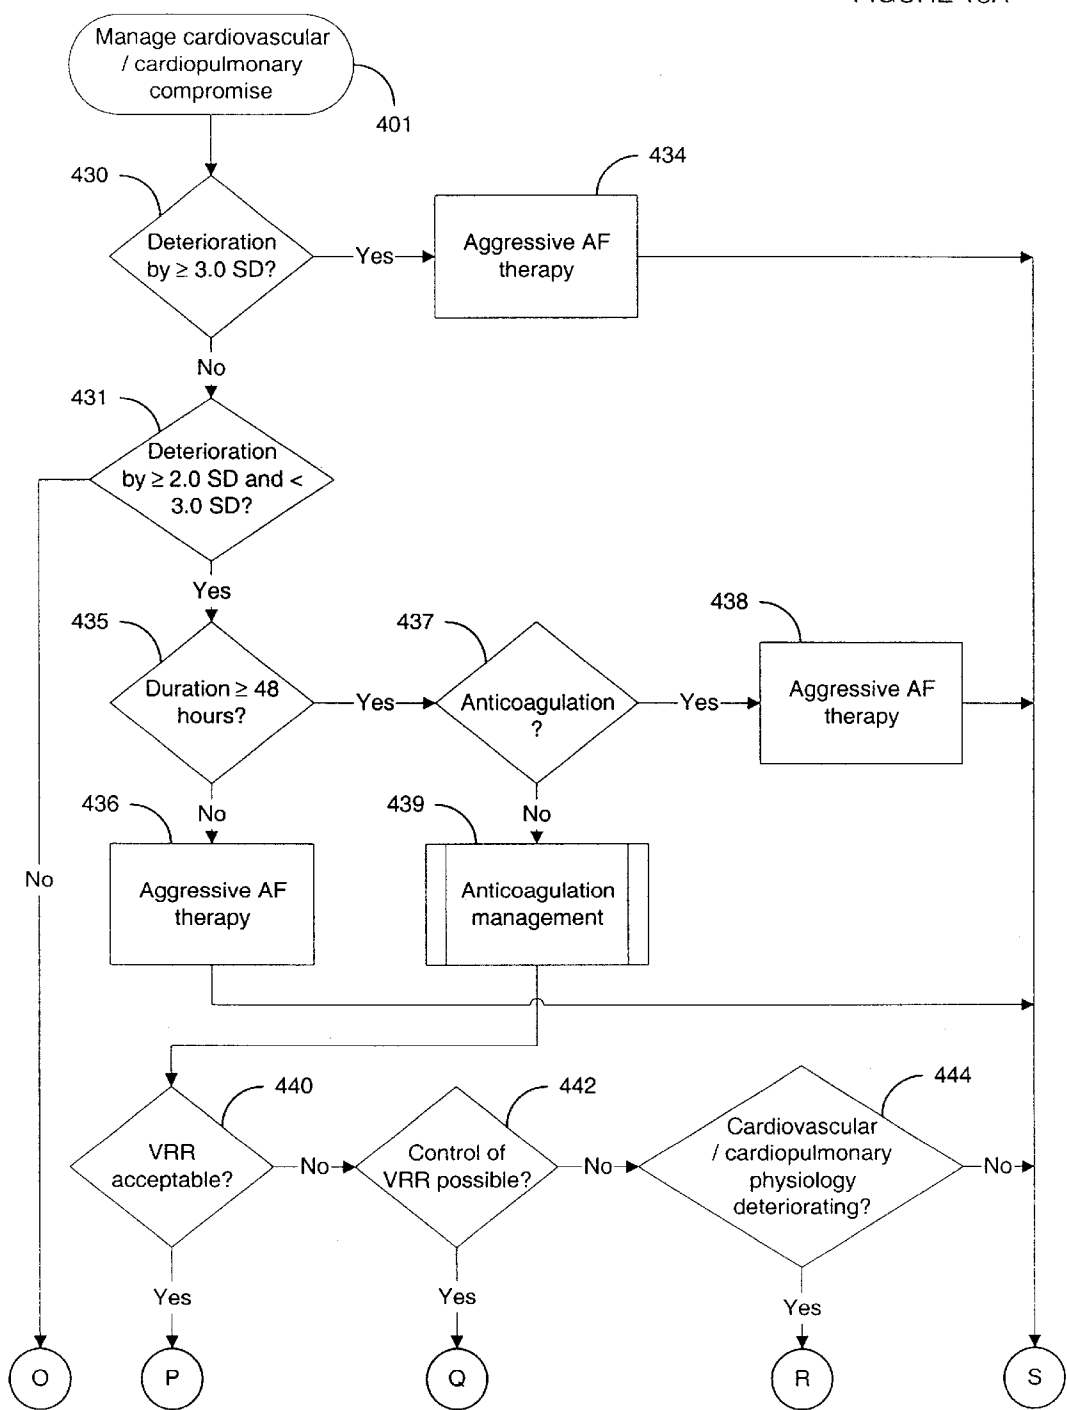 Manage cardiovascular
/ cardiopulmonary
compromise
401
430
434
Deterioration
by ≥ 3.0 SD?
Yes
Aggressive AF
therapy
No
431
Deterioration
by ≥ 2.0 SD and <
3.0 SD?
Yes
435
437
438
Duration ≥ 48
hours?
Yes
Anticoagulation
?
Yes
Aggressive AF
therapy
No
No
436
439
No
Aggressive AF
therapy
Anticoagulation
management
440
442
444
VRR
acceptable?
No
Control of
VRR possible?
No
Cardiovascular
/ cardiopulmonary
physiology
deteriorating?
No
Yes
Yes
Yes
O
P
Q
R
S